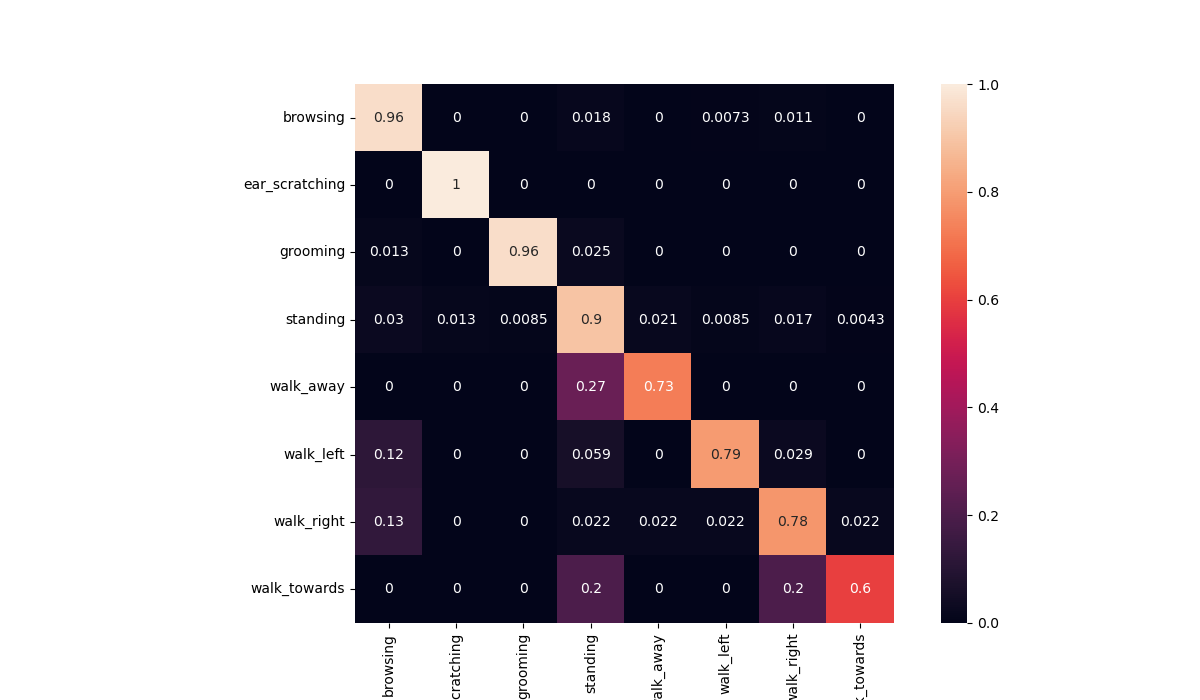 browsing 0.96 0 0 0.018 0 0.0073 0.011 0
ear_scratching 0 1 0 0 0 0 0 0
grooming 0.013 0 0.96 0.025 0 0 0 0
standing 0.03 0.013 0.0085 0.9 0.021 0.0085 0.017 0.0043
walk_away 0 0 0 0.27 0.73 0 0 0
walk_left 0.12 0 0 0.059 0 0.79 0.029 0
walk_right 0.13 0 0 0.022 0.022 0.022 0.78 0.022
walk_towards 0 0 0 0.2 0 0 0.2 0.6
browsing cratching grooming standing alk_away walk_left walk_right k_towards
1.0
0.8
0.6
0.4
0.2
0.0